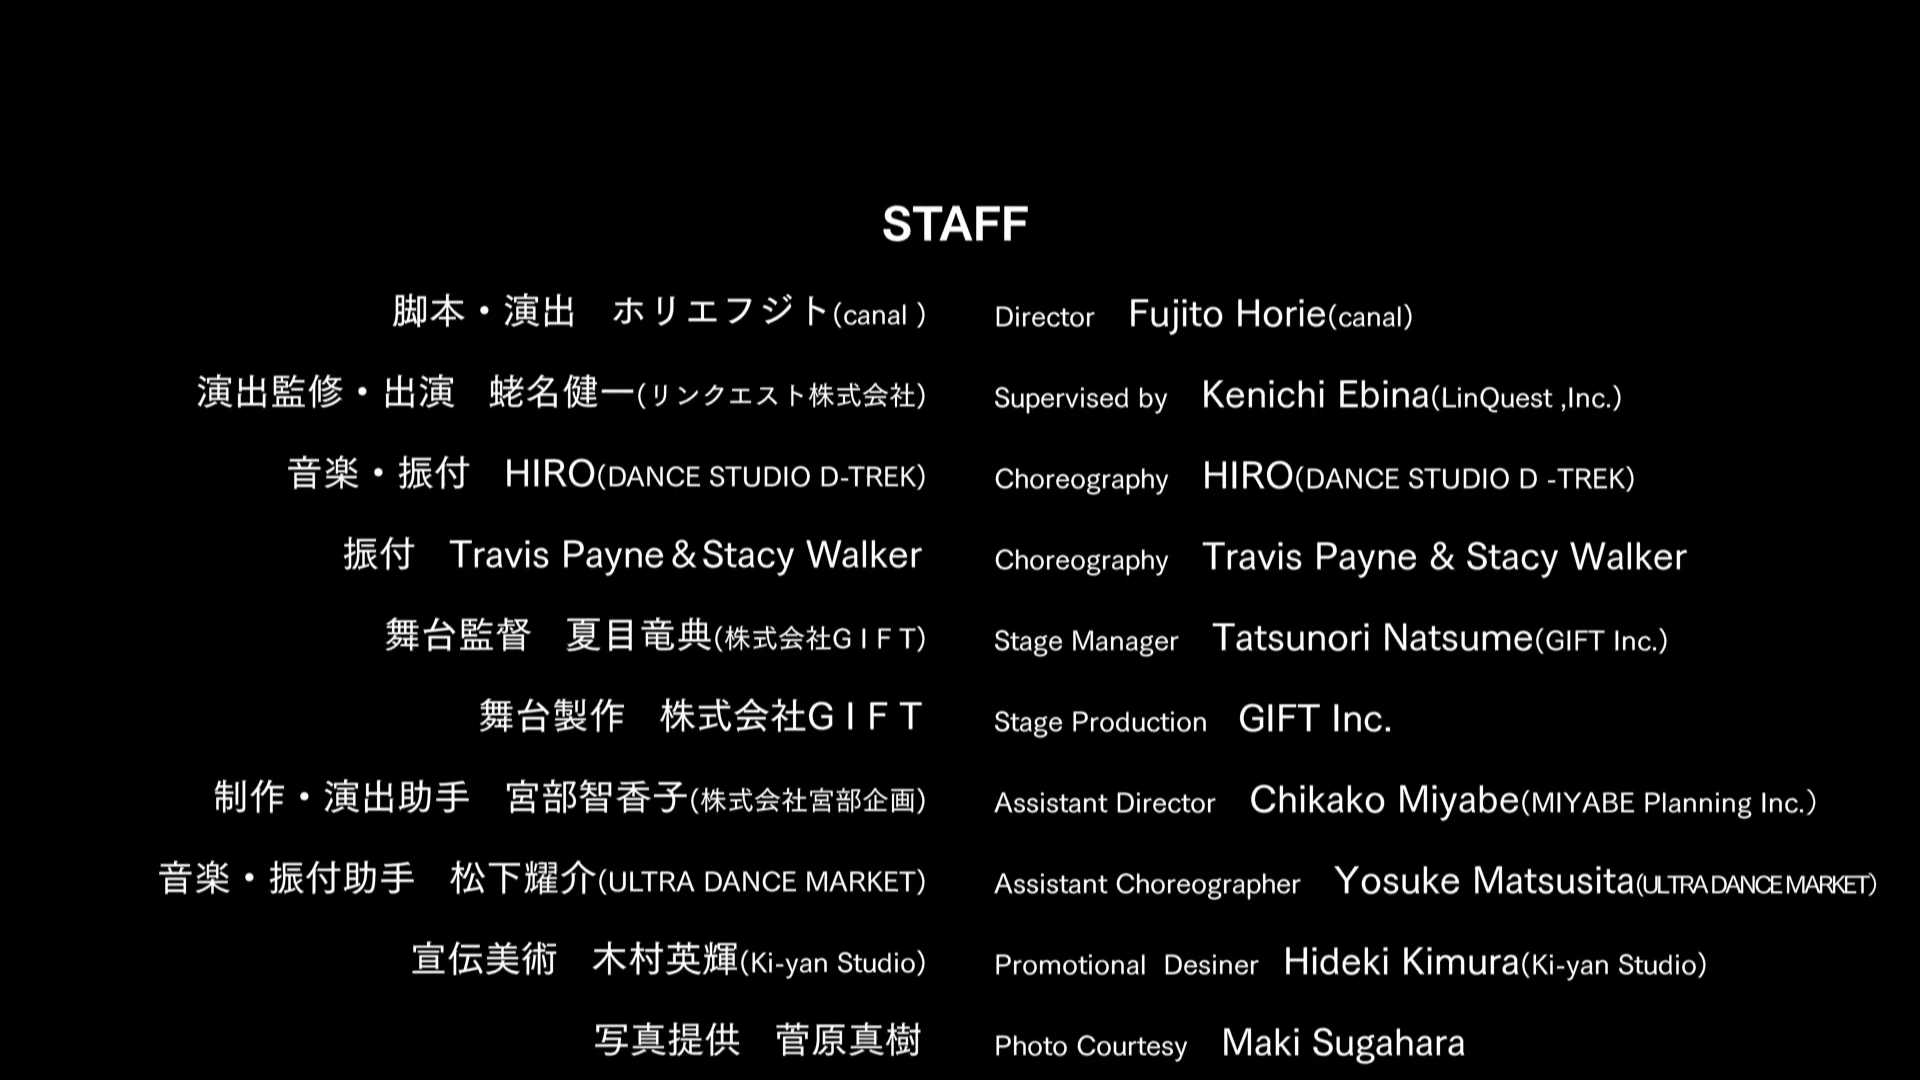 STAFF
脚本・演出　ホリエフジト(canal )　Director　Fujito Horie(canal)
演出監修・出演　蛯名健一(リンクエスト株式会社)　Supervised by　Kenichi Ebina(LinQuest ,Inc.)
音楽・振付　HIRO(DANCE STUDIO D-TREK)　Choreography　HIRO(DANCE STUDIO D -TREK)
振付　Travis Payne＆Stacy Walker　Choreography　Travis Payne & Stacy Walker
舞台監督　夏目竜典(株式会社GIFT)　Stage Manager　Tatsunori Natsume(GIFT Inc.)
舞台製作　株式会社GIFT　Stage Production　GIFT Inc.
制作・演出助手　宮部智香子(株式会社宮部企画)　Assistant Director　Chikako Miyabe(MIYABE Planning Inc.)
音楽・振付助手　松下耀介(ULTRA DANCE MARKET)　Assistant Choreographer　Yosuke Matsusita(ULTRA DANCE MARKET)
宣伝美術　木村英輝(Ki-yan Studio)　Promotional Desiner　Hideki Kimura(Ki-yan Studio)
写真提供　菅原真樹　Photo Courtesy　Maki Sugahara